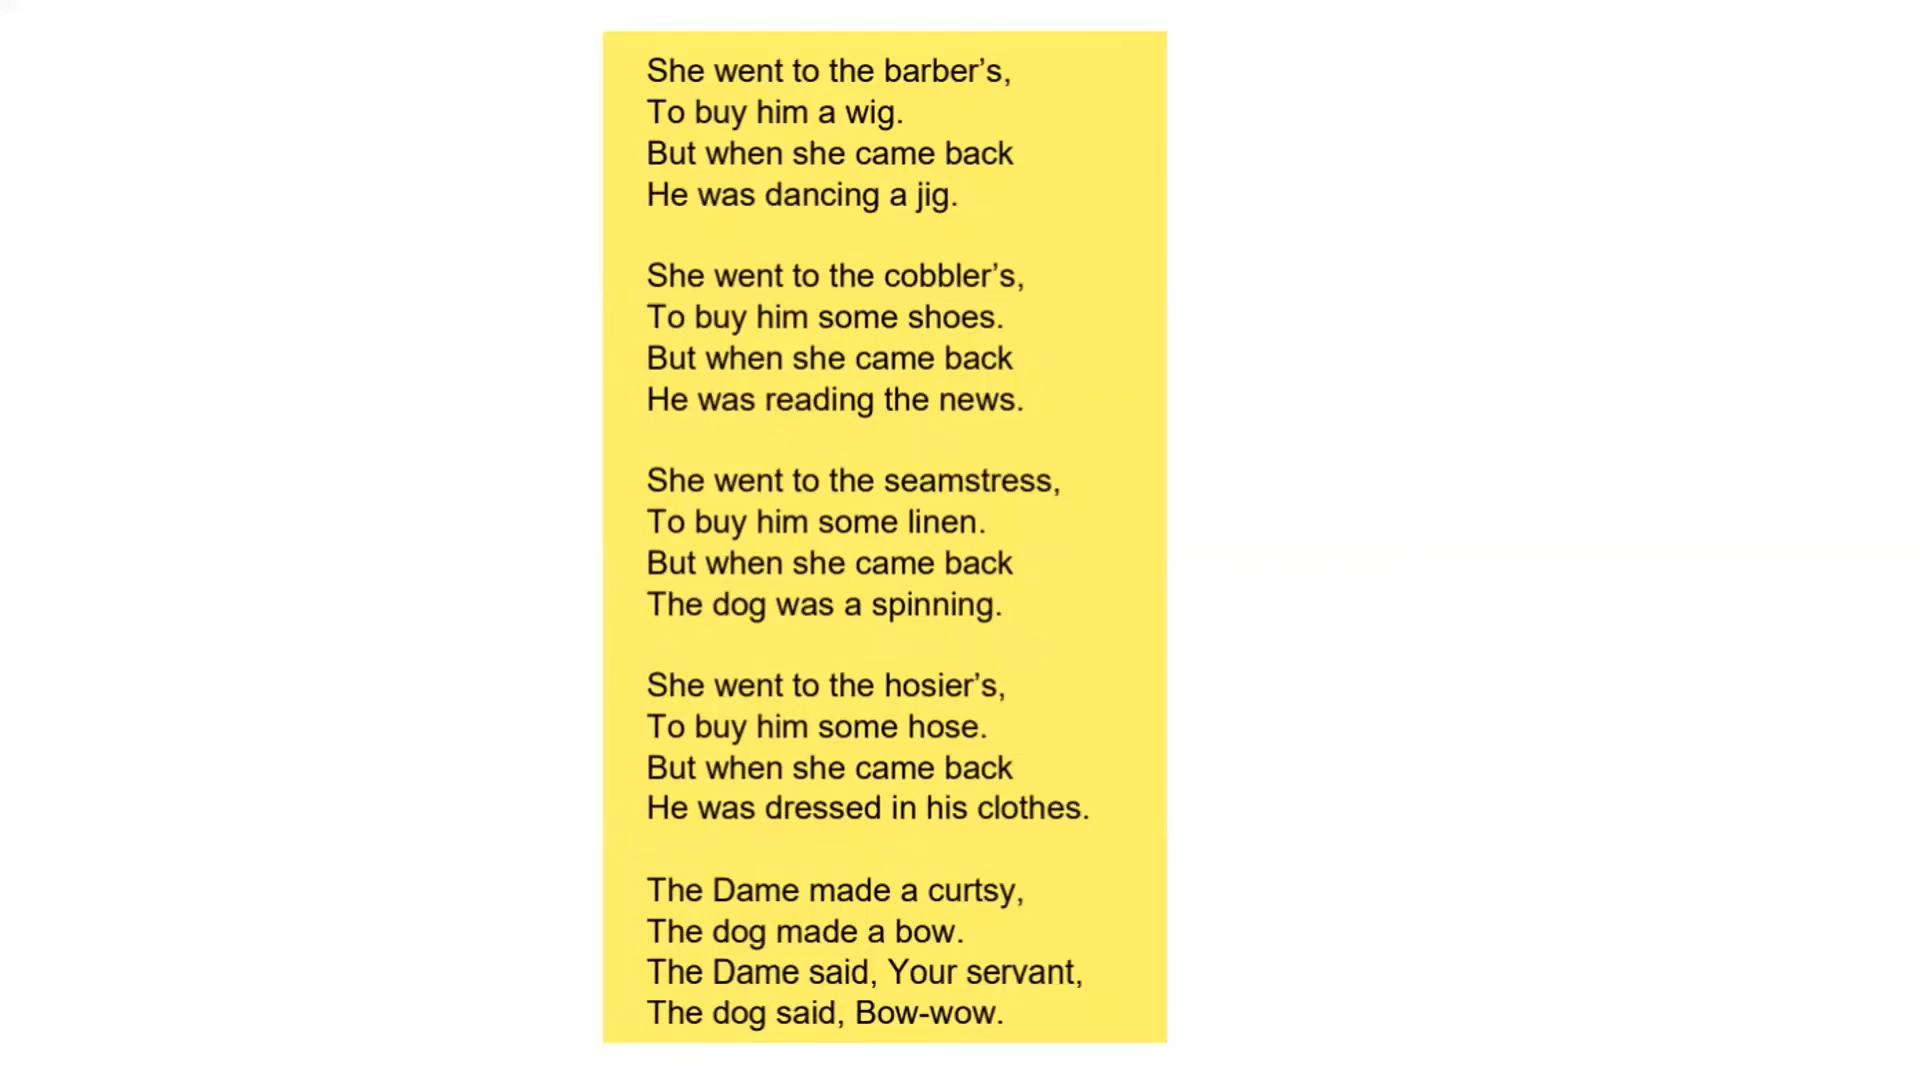 She went to the barber’s,
To buy him a wig.
But when she came back
He was dancing a jig.
She went to the cobbler’s,
To buy him some shoes.
But when she came back
He was reading the news.
She went to the seamstress,
To buy him some linen.
But when she came back
The dog was a spinning.
She went to the hosier’s,
To buy him some hose.
But when she came back
He was dressed in his clothes.
The Dame made a curtsy,
The dog made a bow.
The Dame said, Your servant,
The dog said, Bow-wow.